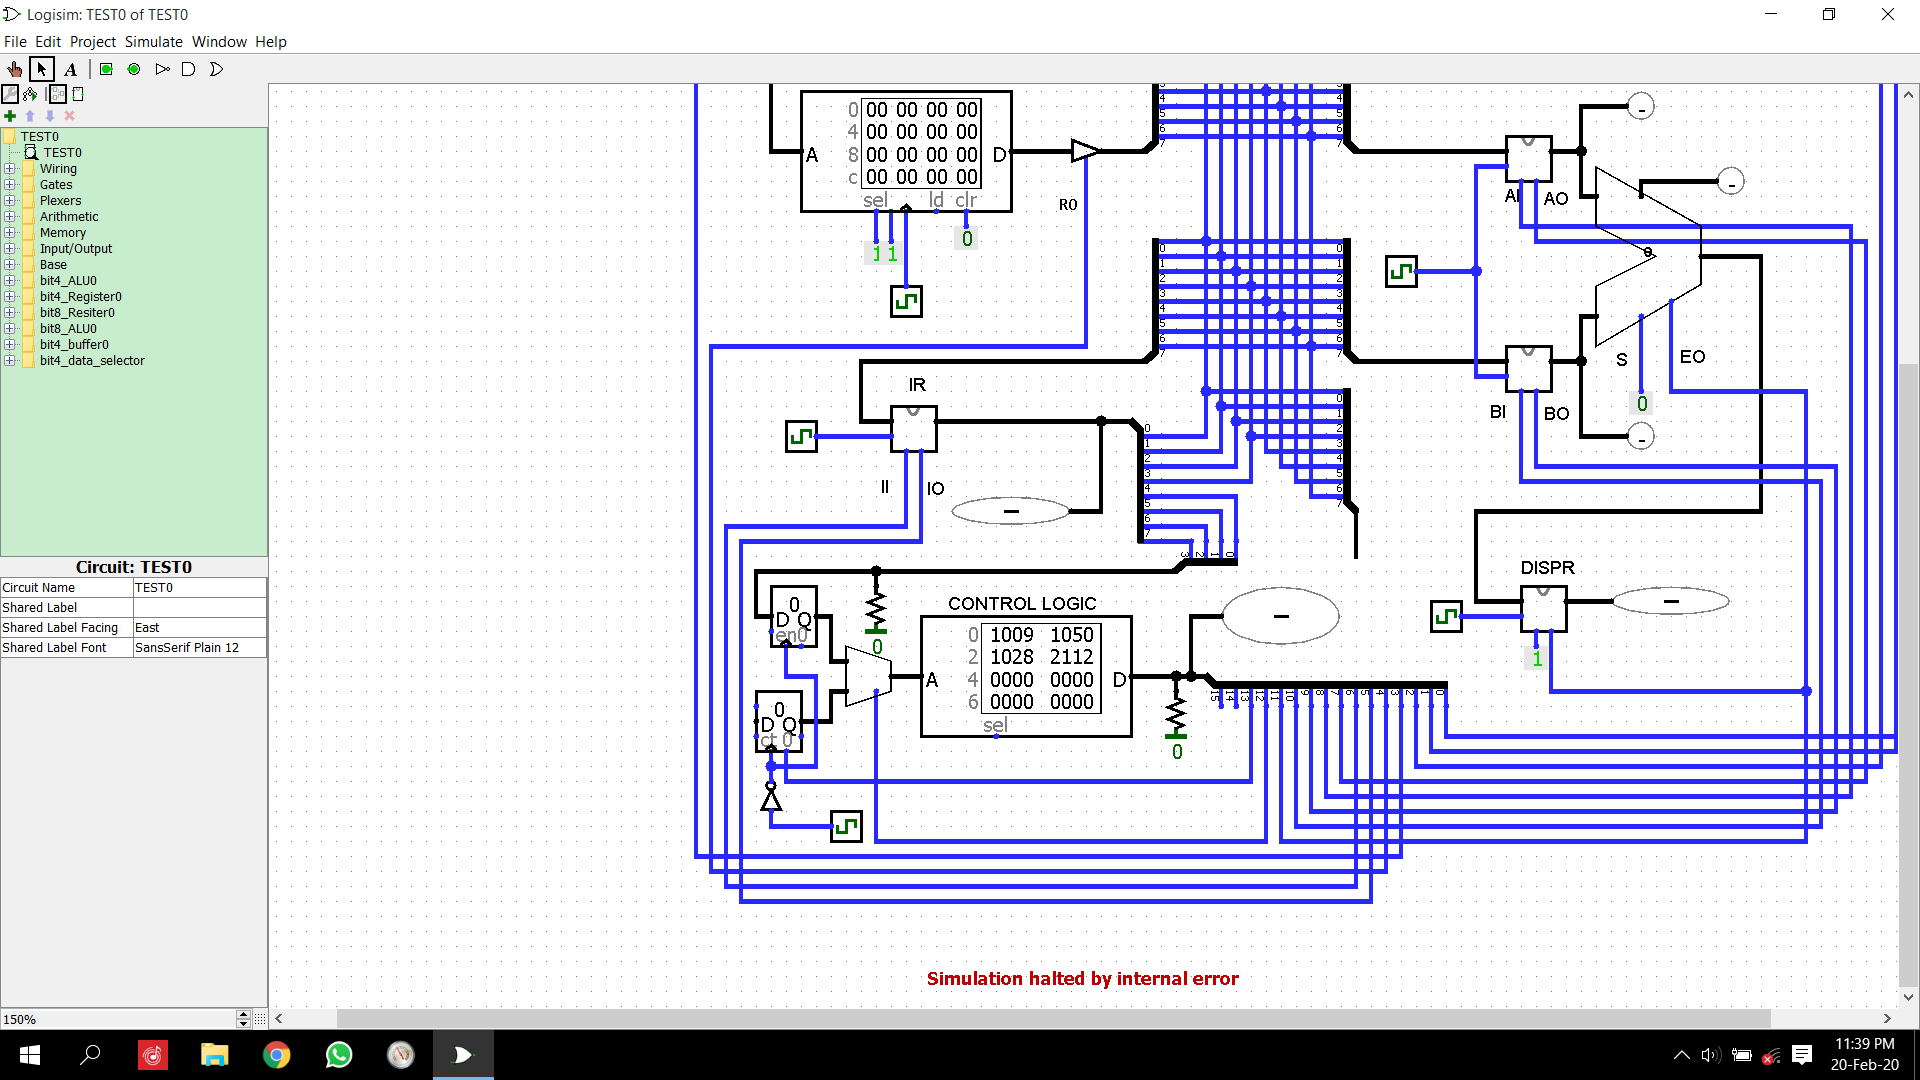 Logisim: TEST0 of TEST0
File Edit Project Simulate Window Help
TEST0
TEST0
Wiring
Gates
Plexers
Arithmetic
Memory
Input/Output
Base
bit4_ALU0
bit4_Register0
bit8_Resiter0
bit8_ALU0
bit4_buffer0
bit4_data_selector
Circuit: TEST0
Circuit Name TEST0
Shared Label
Shared Label Facing East
Shared Label Font SansSerif Plain 12
150%
0 00 00 00 00
4 00 00 00 00
A 8 00 00 00 00 D
c 00 00 00 00
sel ld clr
1 1 0
RO
AI AO
S EO
0
BI BO
IR
II IO
DISPR
1
CONTROL LOGIC
0 1009 1050
2 1028 2112
A 4 0000 0000 D
6 0000 0000
sel
0
D Q
en0
0
0
D Q
ct 0
0
Simulation halted by internal error
11:39 PM
20-Feb-20